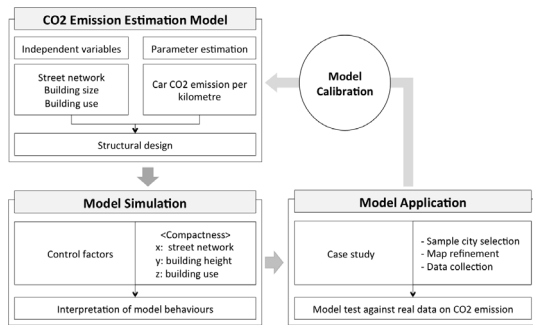 CO2 Emission Estimation Model
Independent variables
Parameter estimation
Street network
Building size
Building use
Car CO2 emission per
kilometre
Structural design
Model
Calibration
Model Simulation
Control factors
<Compactness>
x: street network
y: building height
z: building use
Interpretation of model behaviours
Model Application
Case study
- Sample city selection
- Map refinement
- Data collection
Model test against real data on CO2 emission